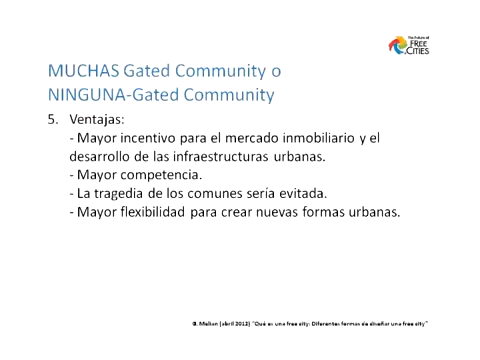 The Future of
FREE
CITIES
MUCHAS Gated Community o
NINGUNA-Gated Community
5. Ventajas:
- Mayor incentivo para el mercado inmobiliario y el
desarrollo de las infraestructuras urbanas.
- Mayor competencia.
- La tragedia de los comunes sería evitada.
- Mayor flexibilidad para crear nuevas formas urbanas.
(abril 2012) "Qué es una free city: Diferentes formas de diseñar una free city"